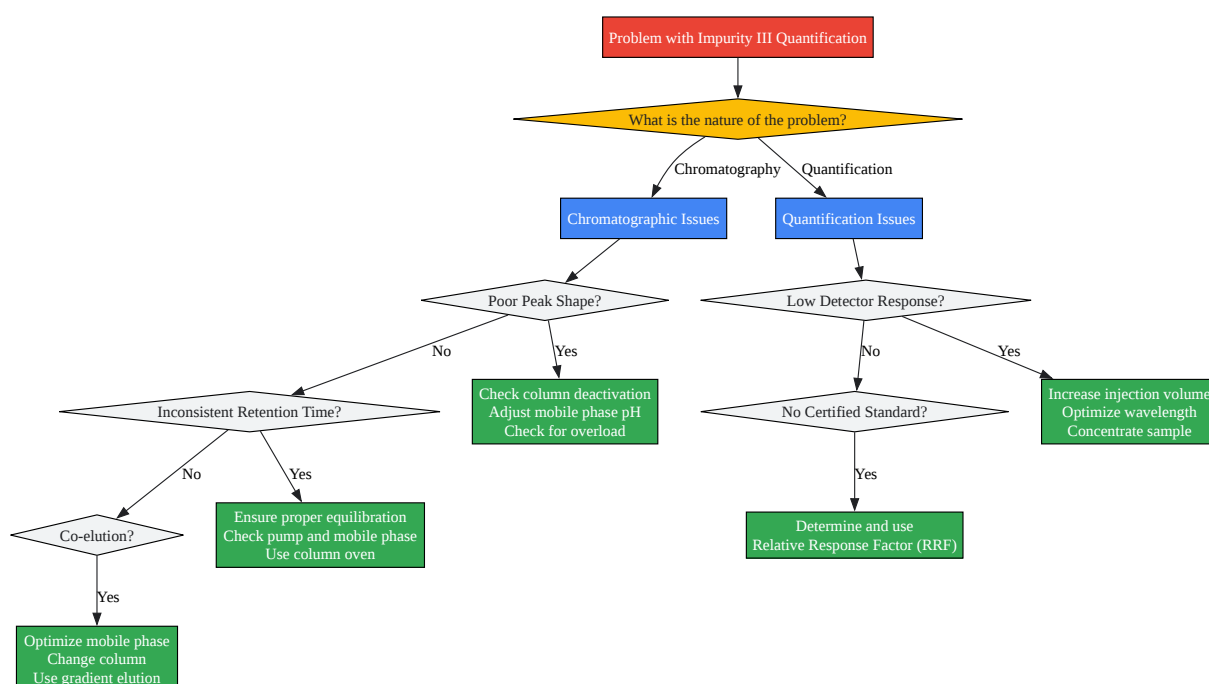 Problem with Impurity III Quantification
What is the nature of the problem?
Chromatography
Quantification
Chromatographic Issues
Quantification Issues
Poor Peak Shape?
Low Detector Response?
No
Yes
No
Yes
Inconsistent Retention Time?
Check column deactivation
Adjust mobile phase pH
Check for overload
No Certified Standard?
Increase injection volume
Optimize wavelength
Concentrate sample
No
Yes
Yes
Co-elution?
Ensure proper equilibration
Check pump and mobile phase
Use column oven
Determine and use
Relative Response Factor (RRF)
Yes
Optimize mobile phase
Change column
Use gradient elution